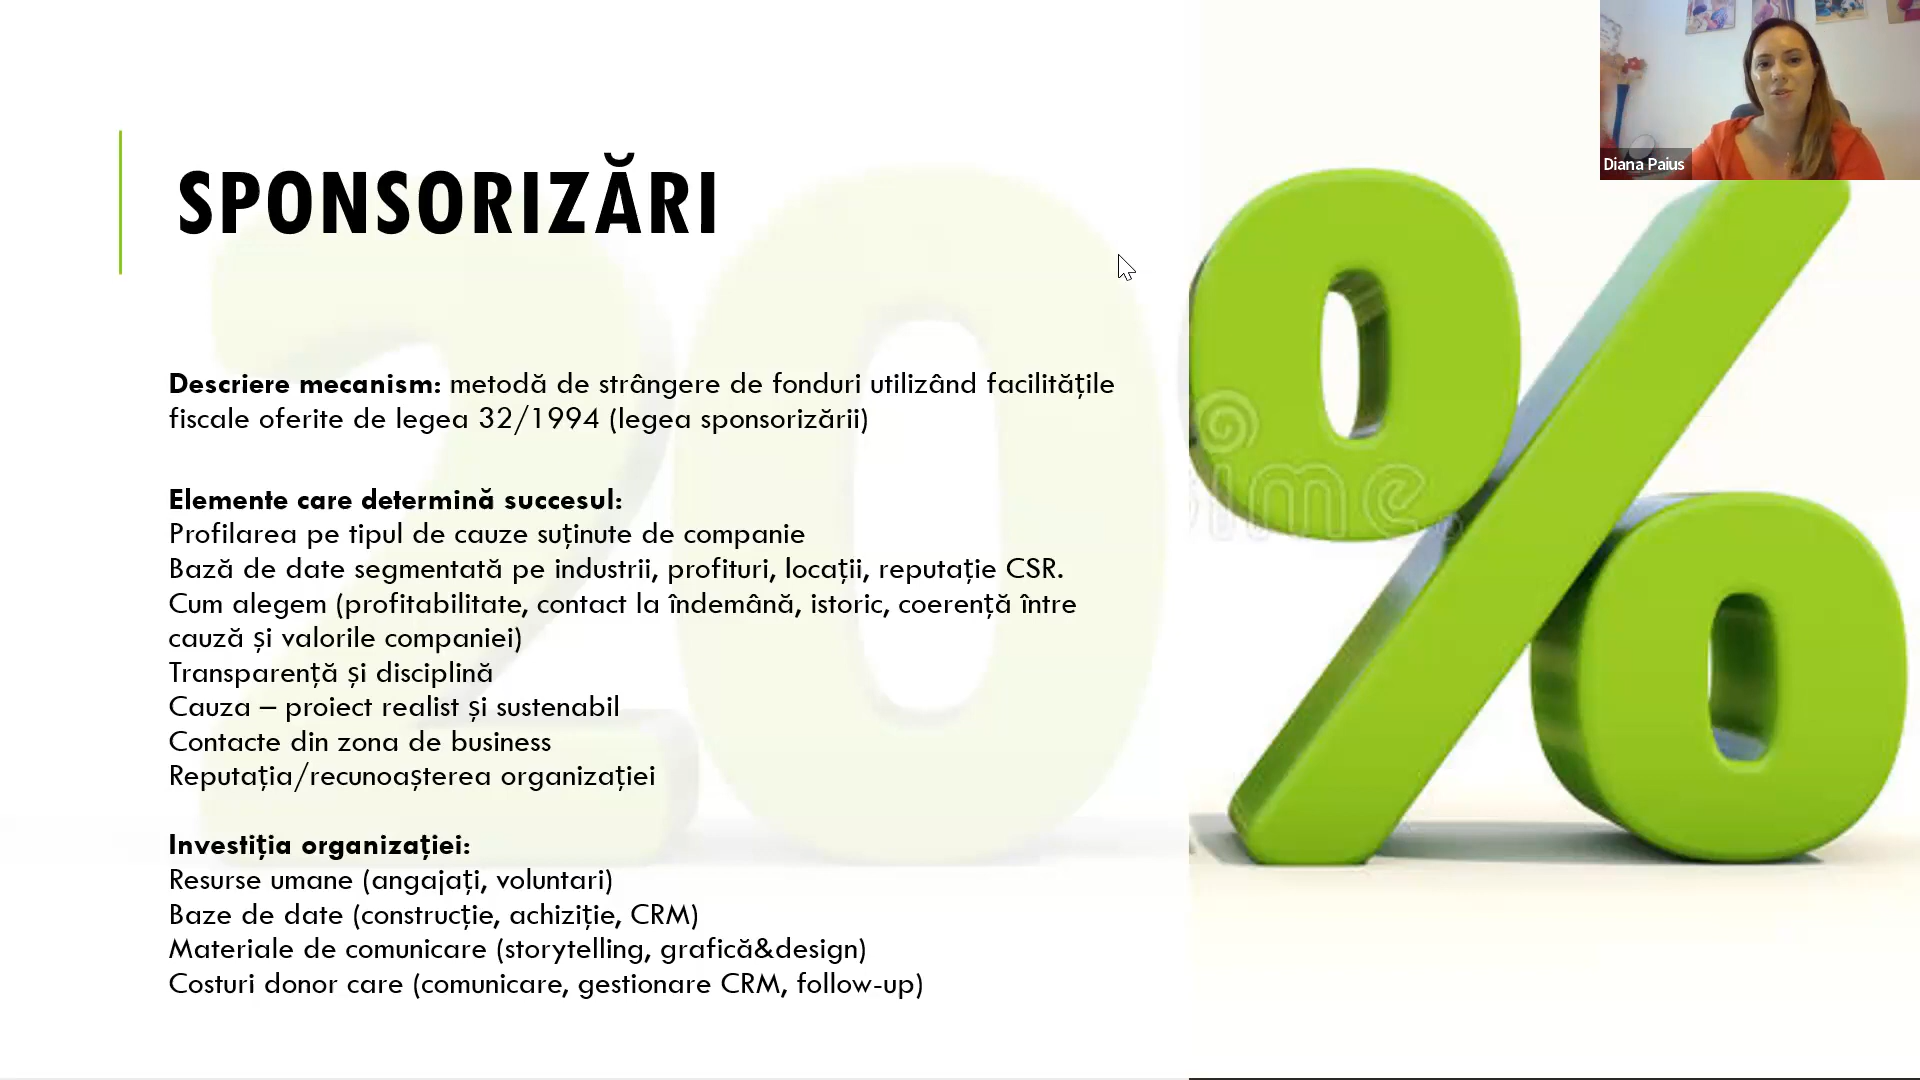 SPONSORIZĂRI
Diana Paius
Descriere mecanism: metodă de strângere de fonduri utilizând facilitățile
fiscale oferite de legea 32/1994 (legea sponsorizării)
Elemente care determină succesul:
Profilarea pe tipul de cauze suținute de companie
Bază de date segmentată pe industrii, profituri, locații, reputație CSR.
Cum alegem (profitabilitate, contact la îndemână, istoric, coerență între
cauză și valorile companiei)
Transparență și disciplină
Cauza – proiect realist și sustenabil
Contacte din zona de business
Reputația/recunoașterea organizației
Investiția organizației:
Resurse umane (angajați, voluntari)
Baze de date (construcție, achiziție, CRM)
Materiale de comunicare (storytelling, grafică&design)
Costuri donor care (comunicare, gestionare CRM, follow-up)
20%